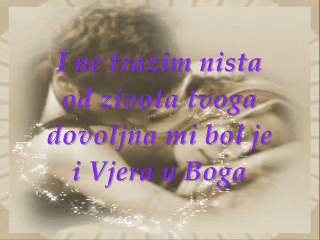 I ne trazim nista
od zivota tvoga
dovoljna mi bol je
i Vjera u Boga